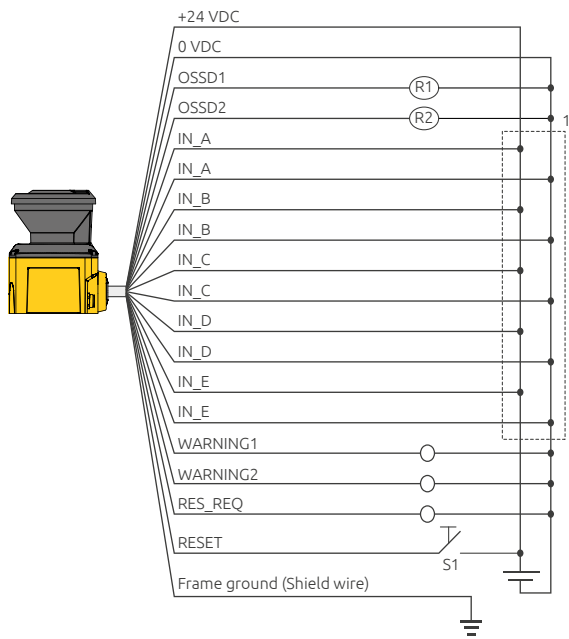 +24 VDC
0 VDC
OSSD1
R1
OSSD2
R2
1
IN_A
IN_A
IN_B
IN_B
IN_C
IN_C
IN_D
IN_D
IN_E
IN_E
WARNING1
WARNING2
RES_REQ
RESET
S1
Frame ground (Shield wire)